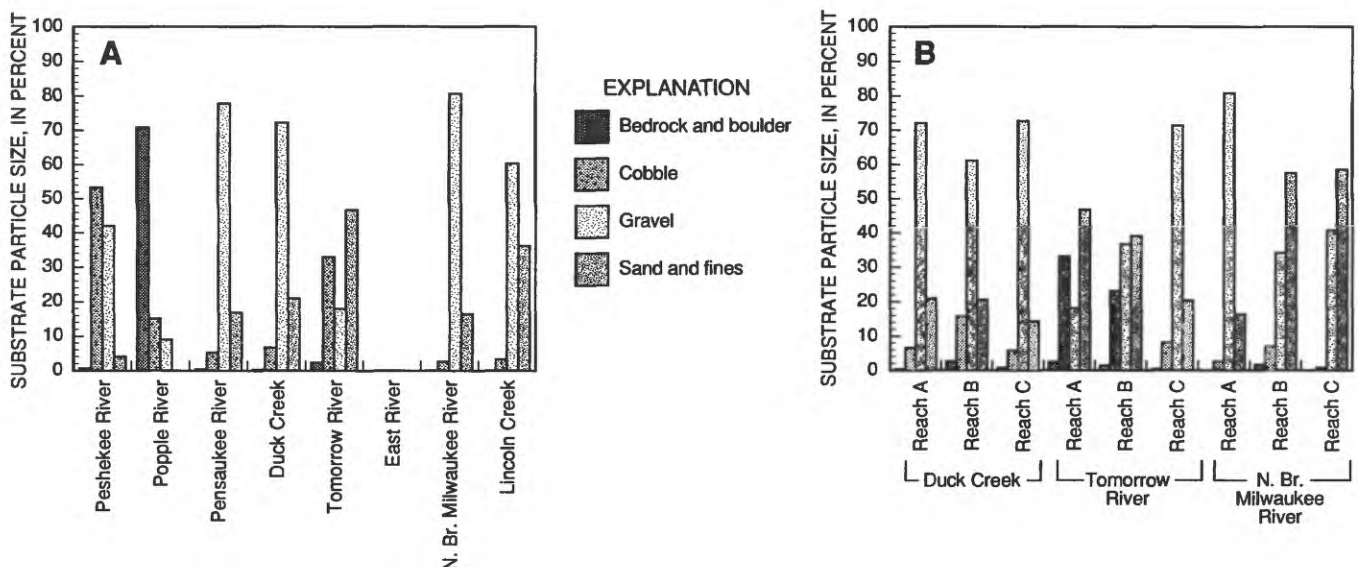 A
SUBSTRATE PARTICLE SIZE, IN PERCENT
100
90
80
70
60
50
40
30
20
10
0
Peshekee River
Popple River
Pensaukee River
Duck Creek
Tomorrow River
East River
N. Br. Milwaukee River
Lincoln Creek
EXPLANATION
Bedrock and boulder
Cobble
Gravel
Sand and fines
B
SUBSTRATE PARTICLE SIZE, IN PERCENT
100
90
80
70
60
50
40
30
20
10
0
Reach A
Reach B
Reach C
Reach A
Reach B
Reach C
Reach A
Reach B
Reach C
Duck Creek
Tomorrow
River
N. Br.
Milwaukee
River